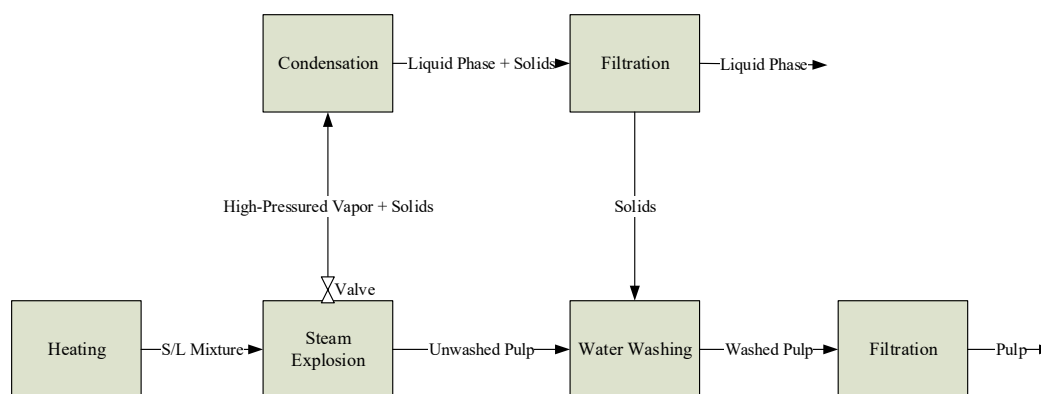 Condensation
Liquid Phase + Solids
Filtration
Liquid Phase
High-Pressured Vapor + Solids
Solids
Valve
Heating
S/L Mixture
Steam
Explosion
Unwashed Pulp
Water Washing
Washed Pulp
Filtration
Pulp